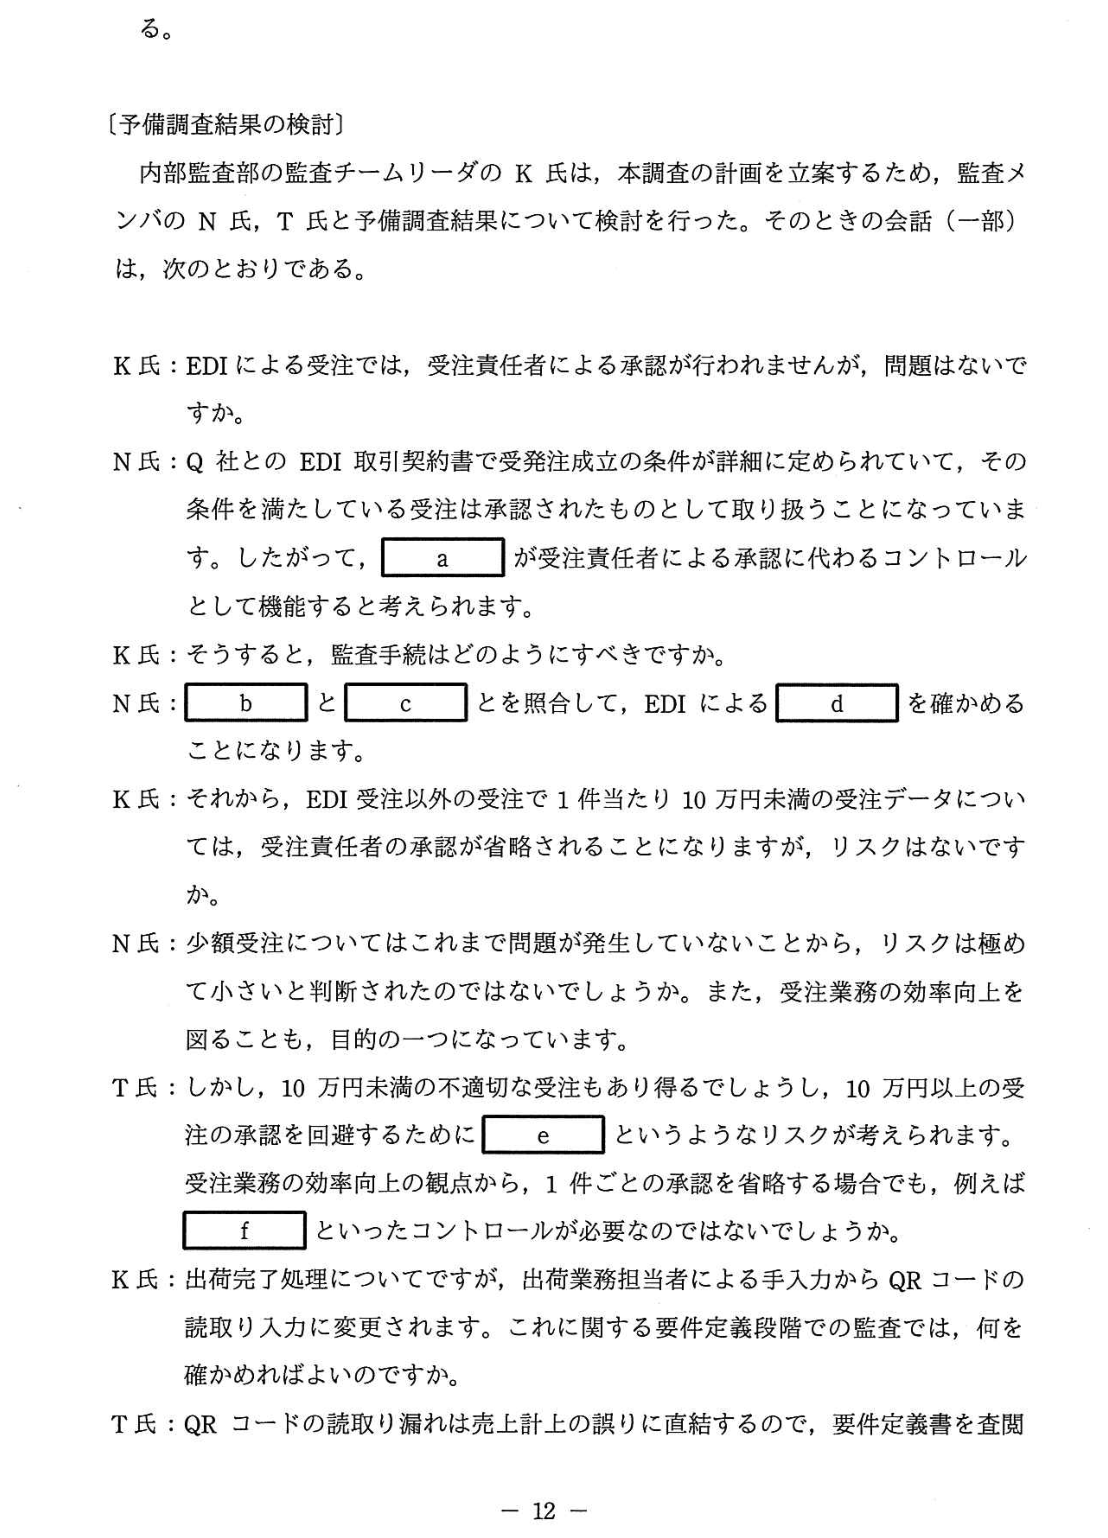 る。
〔予備調査結果の検討〕
内部監査部の監査チームリーダの K 氏は，本調査の計画を立案するため，監査メ
ンバの N 氏，T 氏と予備調査結果について検討を行った。そのときの会話（一部）
は，次のとおりである。
K 氏：EDI による受注では，受注責任者による承認が行われませんが，問題はないで
すか。
N 氏：Q 社との EDI 取引契約書で受発注成立の条件が詳細に定められていて，その
条件を満たしている受注は承認されたものとして取り扱うことになっていま
す。したがって， a が受注責任者による承認に代わるコントロール
として機能すると考えられます。
K 氏：そうすると，監査手続はどのようにすべきですか。
N 氏： b と c とを照合して，EDI による d を確かめる
ことになります。
K 氏：それから，EDI 受注以外の受注で 1 件当たり 10 万円未満の受注データについ
ては，受注責任者の承認が省略されることになりますが，リスクはないです
か。
N 氏：少額受注についてはこれまで問題が発生していないことから，リスクは極め
て小さいと判断されたのではないでしょうか。また，受注業務の効率向上を
図ることも，目的の一つになっています。
T 氏：しかし，10 万円未満の不適切な受注もあり得るでしょうし，10 万円以上の受
注の承認を回避するために e というようなリスクが考えられます。
受注業務の効率向上の観点から，1 件ごとの承認を省略する場合でも，例えば
f といったコントロールが必要なのではないでしょうか。
K 氏：出荷完了処理についてですが，出荷業務担当者による手入力から QR コードの
読取り入力に変更されます。これに関する要件定義段階での監査では，何を
確かめればよいのですか。
T 氏：QR コードの読取り漏れは売上計上の誤りに直結するので，要件定義書を査閲
－ 12 －